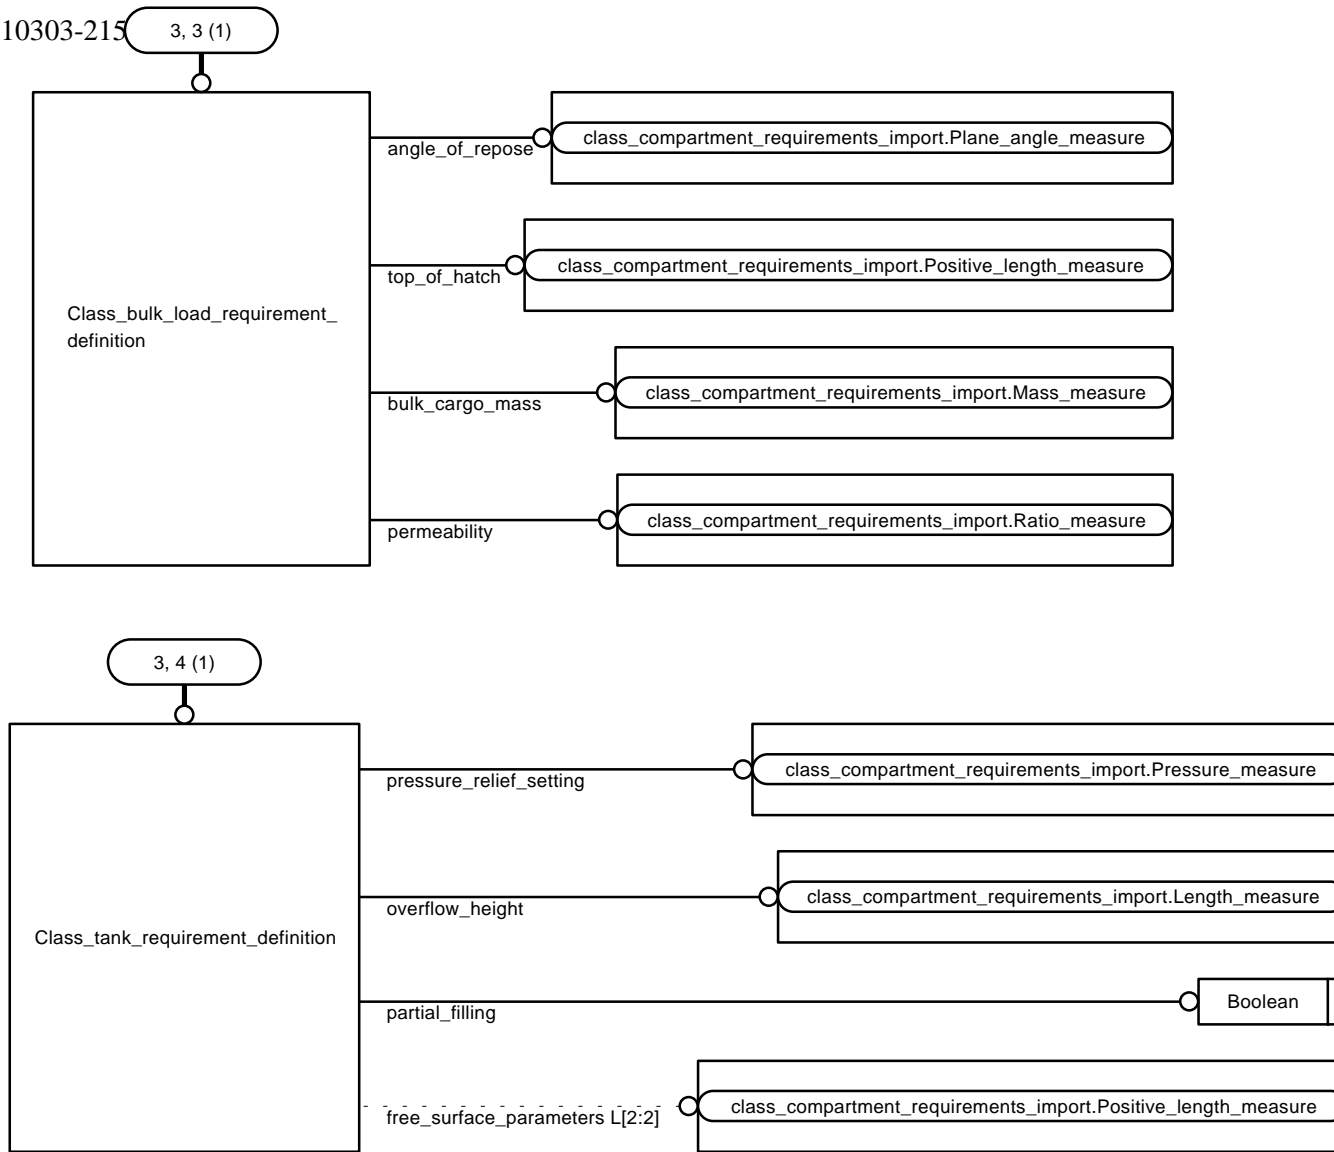 10303-215
3, 3 (1)
class_compartment_requirements_import.Plane_angle_measure
angle_of_repose
class_compartment_requirements_import.Positive_length_measure
top_of_hatch
Class_bulk_load_requirement_
definition
class_compartment_requirements_import.Mass_measure
bulk_cargo_mass
class_compartment_requirements_import.Ratio_measure
permeability
3, 4 (1)
class_compartment_requirements_import.Pressure_measure
pressure_relief_setting
class_compartment_requirements_import.Length_measure
overflow_height
Class_tank_requirement_definition
Boolean
partial_filling
class_compartment_requirements_import.Positive_length_measure
free_surface_parameters L[2:2]